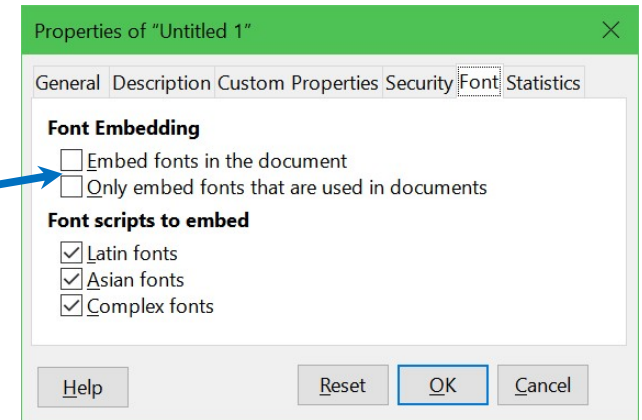 Properties of “Untitled 1”
General Description Custom Properties Security Font Statistics
Font Embedding
Embed fonts in the document
Only embed fonts that are used in documents
Font scripts to embed
Latin fonts
Asian fonts
Complex fonts
Help Reset OK Cancel